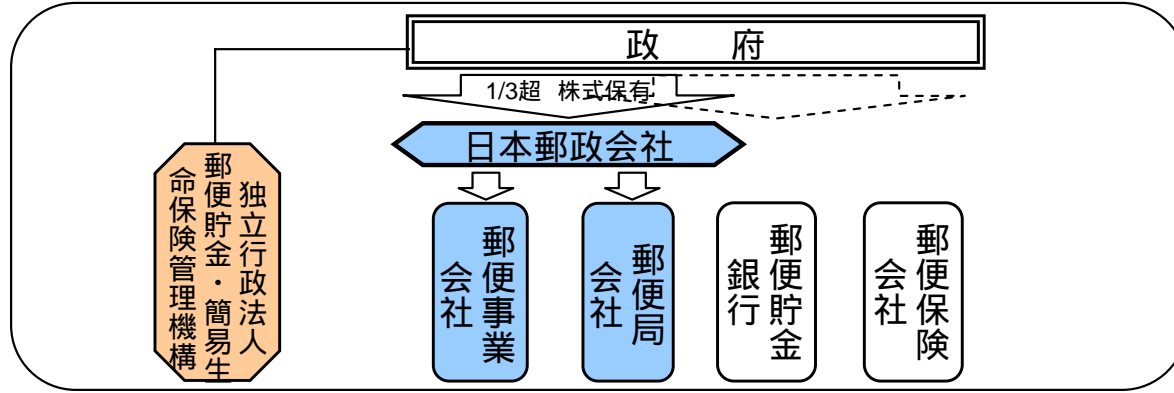 政　　府
1/3超 株式保有
日本郵政会社
独立行政法人
郵便貯金・簡易生
命保険管理機構
郵便事業
会社
郵便局
会社
郵便貯金
銀行
郵便保険
会社